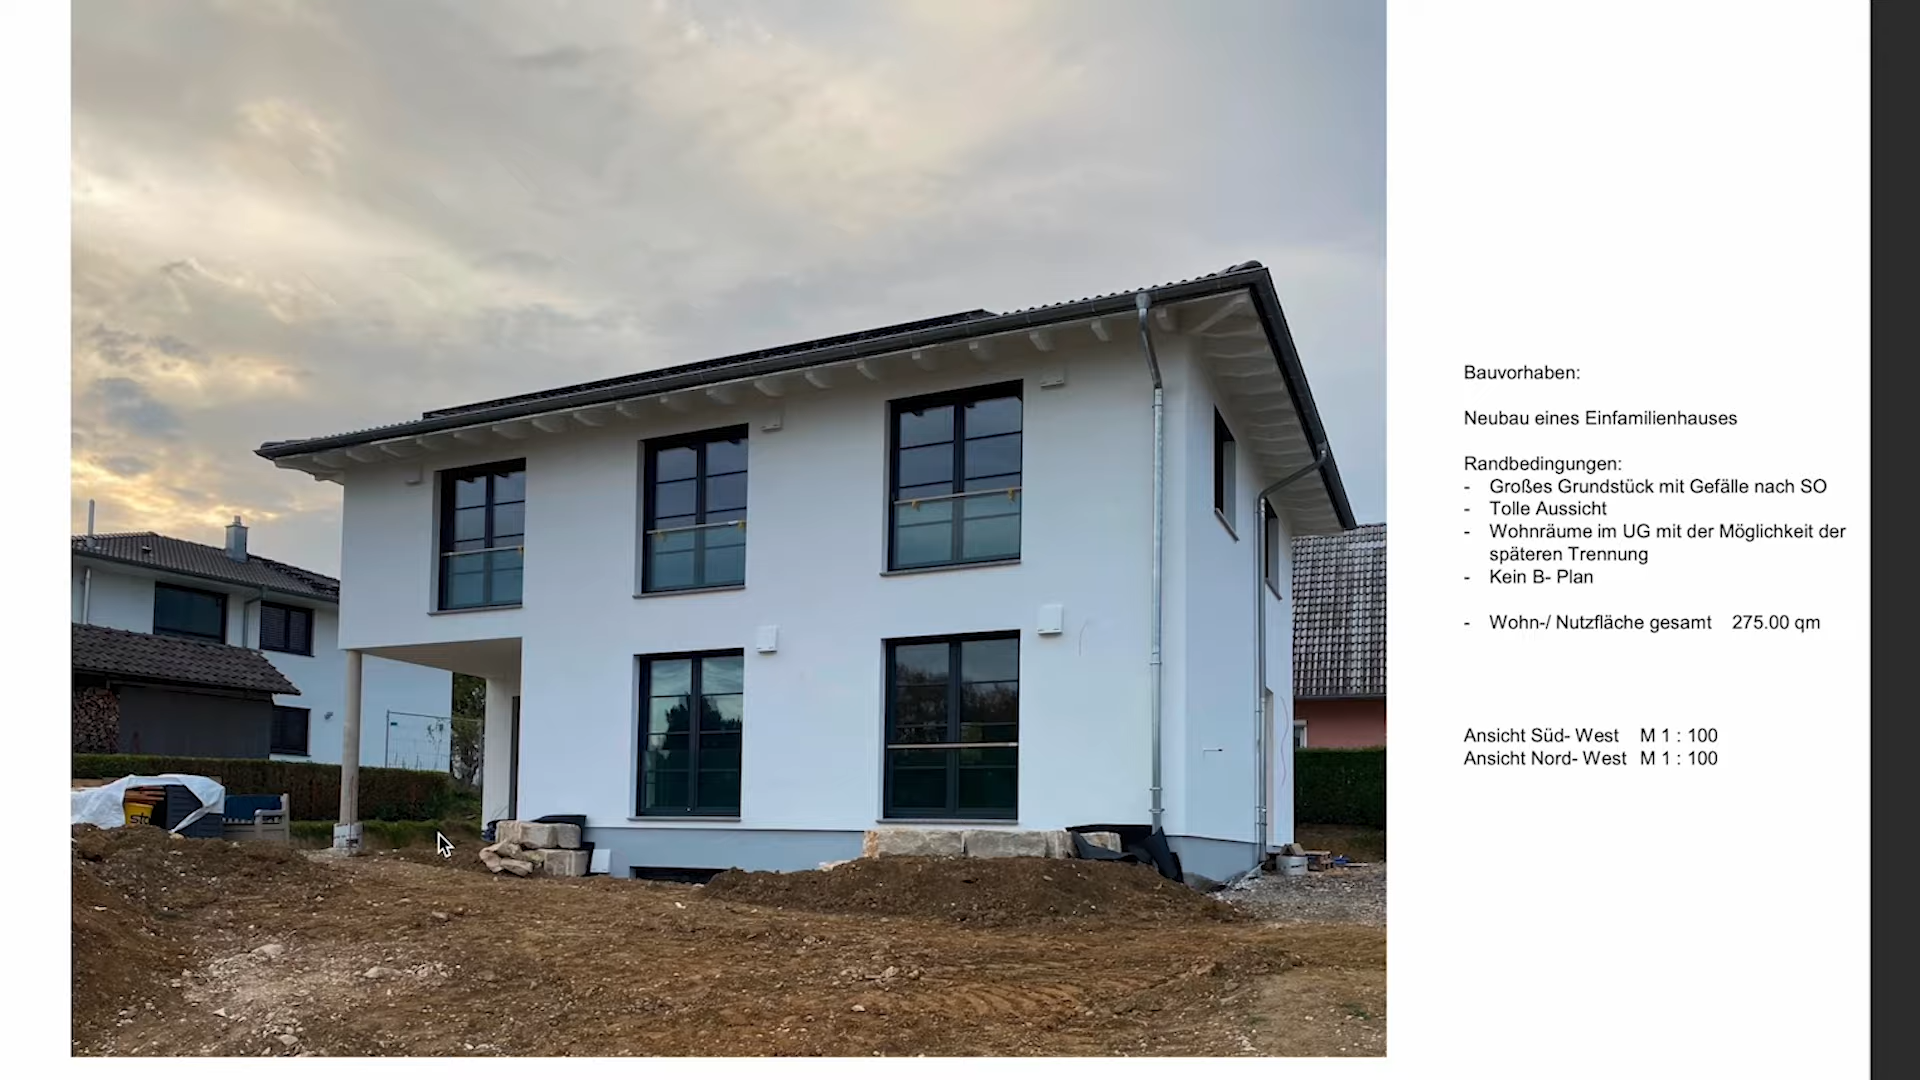 Bauvorhaben:
Neubau eines Einfamilienhauses
Randbedingungen:
- Großes Grundstück mit Gefälle nach SO
- Tolle Aussicht
- Wohnräume im UG mit der Möglichkeit der
späteren Trennung
- Kein B- Plan
- Wohn-/ Nutzfläche gesamt 275.00 qm
Ansicht Süd- West M 1 : 100
Ansicht Nord- West M 1 : 100